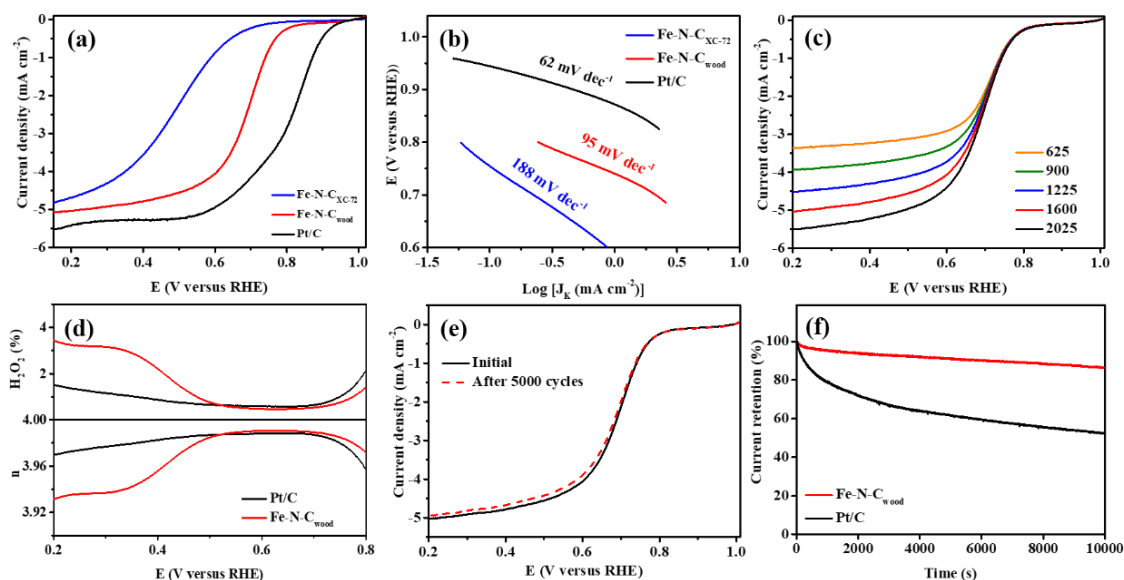 (a)
Current density (mA cm-2)
0
-1
-2
-3
-4
-5
-6
0.2 0.4 0.6 0.8 1.0
E (V versus RHE)
Fe-N-CXC-72
Fe-N-Cwood
Pt/C
(b)
E (V versus RHE))
1.0
0.9
0.8
0.7
0.6
-1.5 -1.0 -0.5 0.0 0.5 1.0
Log [JK (mA cm-2)]
Fe-N-CXC-72
Fe-N-Cwood
Pt/C
62 mV dec-1
95 mV dec-1
188 mV dec-1
(c)
Current density (mA cm-2)
0
-1
-2
-3
-4
-5
-6
0.2 0.4 0.6 0.8 1.0
E (V versus RHE)
625
900
1225
1600
2025
(d)
H2O2 (%)
4
2
4.00
n
3.96
3.92
0.2 0.4 0.6 0.8
E (V versus RHE)
Pt/C
Fe-N-Cwood
(e)
Current density (mA cm-2)
0
-1
-2
-3
-4
-5
0.2 0.4 0.6 0.8 1.0
E (V versus RHE)
Initial
After 5000 cycles
(f)
Current retention (%)
100
80
60
40
20
0
0 2000 4000 6000 8000 10000
Time (s)
Fe-N-Cwood
Pt/C